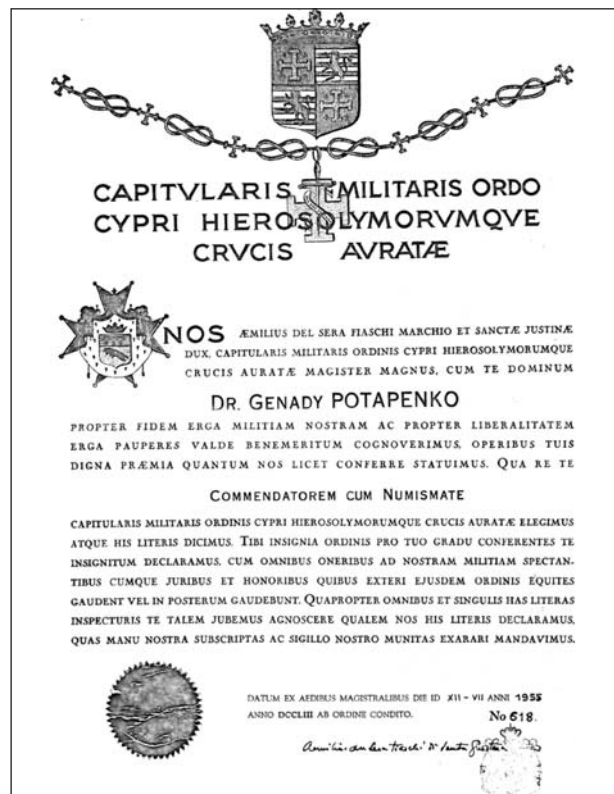 CAPITVLARIS MILITARIS ORDO
CYPRI HIEROSOLYMORVMQVE
CRVCIS AVRATÆ
NOS ÆMILIUS DEL SERA FIASCHI MARCHIO ET SANCTÆ JUSTINÆ
DUX, CAPITULARIS MILITARIS ORDINIS CYPRI HIEROSOLYMORUMQUE
CRUCIS AURATÆ MAGISTER MAGNUS, CUM TE DOMINUM
DR. GENADY POTAPENKO
PROPTER FIDEM ERGA MILITIAM NOSTRAM AC PROPTER LIBERALITATEM
ERGA PAUPERES VALDE BENEMERITUM COGNOVERIMUS, OPERIBUS TUIS
DIGNA PRÆMIA QUANTUM NOS LICET CONFERRE STATUIMUS. QUA RE TE
COMMENDATOREM CUM NUMISMATE
CAPITULARIS MILITARIS ORDINIS CYPRI HIEROSOLYMORUMQUE CRUCIS AURATÆ ELEGIMUS
ATQUE HIS LITERIS DICIMUS. TIBI INSIGNIA ORDINIS PRO TUO GRADU CONFERENTES TE
INSIGNITUM DECLARAMUS, CUM OMNIBUS ONERIBUS AD NOSTRAM MILITIAM SPECTAN-
TIBUS CUMQUE JURIBUS ET HONORIBUS QUIBUS EXTERI EJUSDEM ORDINIS EQUITES
GAUDENT VEL IN POSTERUM GAUDEBUNT. QUAPROPTER OMNIBUS ET SINGULIS HAS LITERAS
INSPECTURIS TE TALEM JUBEMUS AGNOSCERE QUALEM NOS HIS LITERIS DECLARAMUS,
QUAS MANU NOSTRA SUBSCRIPTAS AC SIGILLO NOSTRO MUNITAS EXARARI MANDAVIMUS.
DATUM EX AEDIBUS MAGISTRALIBUS DIE ID XII - VII ANNI 1955
ANNO DCCLIII AB ORDINE CONDITO. No 618.